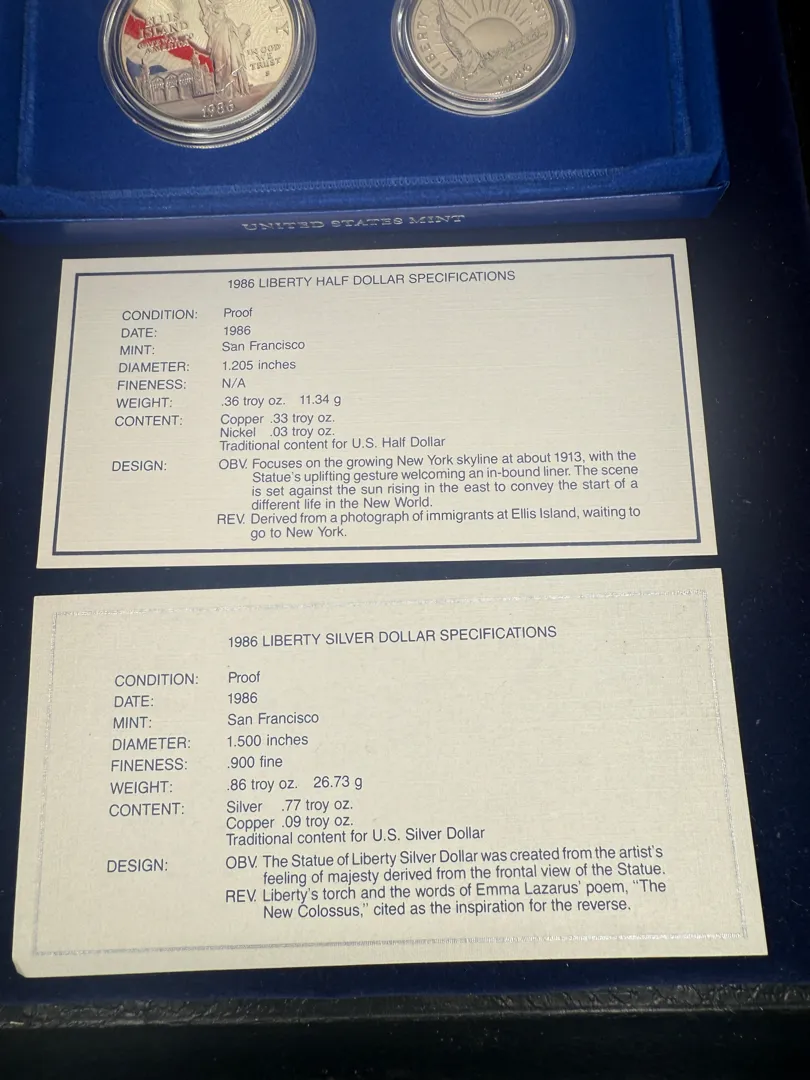 ELLIS
ISLAND
GATEWAY TO
AMERICA
IN GOD
WE
TRUST
S
1986
LIBERTY
1986
UNITED STATES MINT
1986 LIBERTY HALF DOLLAR SPECIFICATIONS
CONDITION: Proof
DATE: 1986
MINT: San Francisco
DIAMETER: 1.205 inches
FINENESS: N/A
WEIGHT: .36 troy oz. 11.34 g
CONTENT: Copper .33 troy oz.
Nickel .03 troy oz.
Traditional content for U.S. Half Dollar
DESIGN: OBV. Focuses on the growing New York skyline at about 1913, with the
Statue's uplifting gesture welcoming an in-bound liner. The scene
is set against the sun rising in the east to convey the start of a
different life in the New World.
REV. Derived from a photograph of immigrants at Ellis Island, waiting to
go to New York.
1986 LIBERTY SILVER DOLLAR SPECIFICATIONS
CONDITION: Proof
DATE: 1986
MINT: San Francisco
DIAMETER: 1.500 inches
FINENESS: .900 fine
WEIGHT: .86 troy oz. 26.73 g
CONTENT: Silver .77 troy oz.
Copper .09 troy oz.
Traditional content for U.S. Silver Dollar
DESIGN: OBV. The Statue of Liberty Silver Dollar was created from the artist's
feeling of majesty derived from the frontal view of the Statue.
REV. Liberty's torch and the words of Emma Lazarus' poem, "The
New Colossus," cited as the inspiration for the reverse.